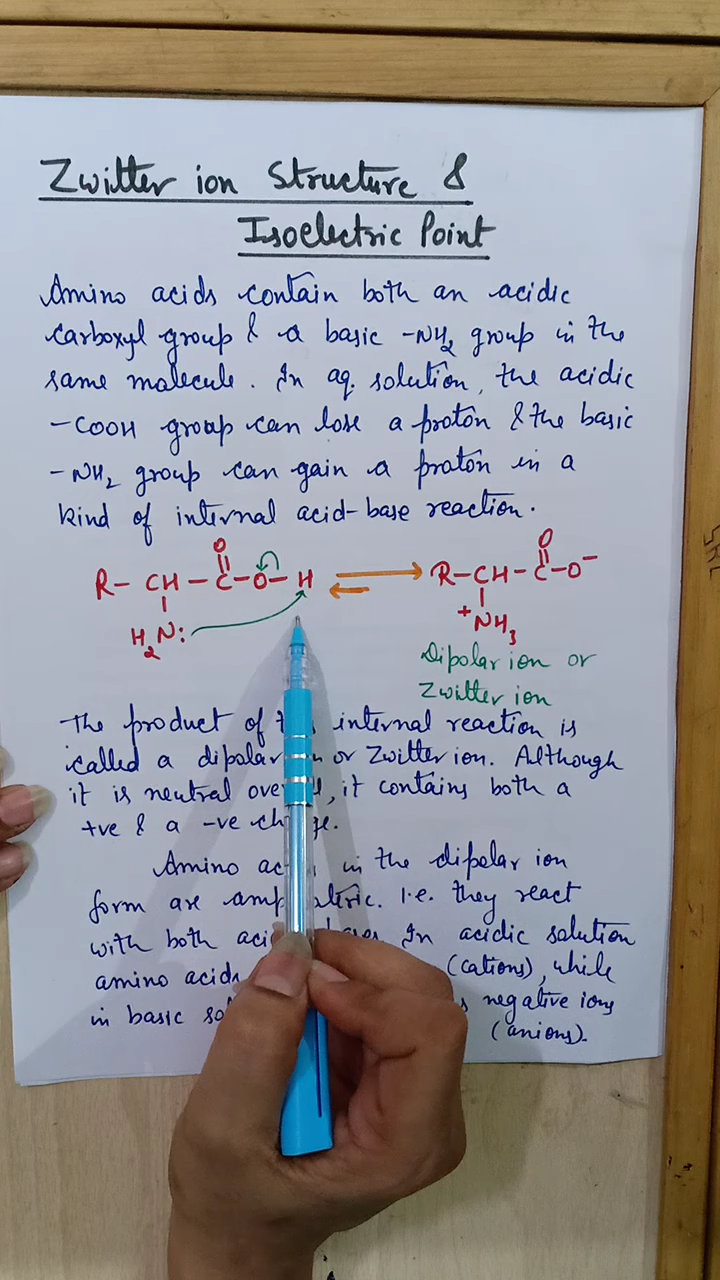 Zwitter ion Structure &
Isoelectric Point
Amino acids contain both an acidic
carboxyl group & a basic -NH2 group in the
same molecule. In aq. solution, the acidic
-COOH group can lose a proton & the basic
-NH2 group can gain a proton in a
kind of internal acid-base reaction.
R-CH-C-O-H ⇌ R-CH-C-O⁻
O O
H2N: +NH3
Dipolar ion or
Zwitter ion
The product of internal reaction is
called a dipolar or Zwitter ion. Although
it is neutral it contains both a
+ve & a -ve
Amino in the dipolar ion
form are i.e. they react
with both In acidic solution
amino acids (cations), while
in basic negative ions
(anions).